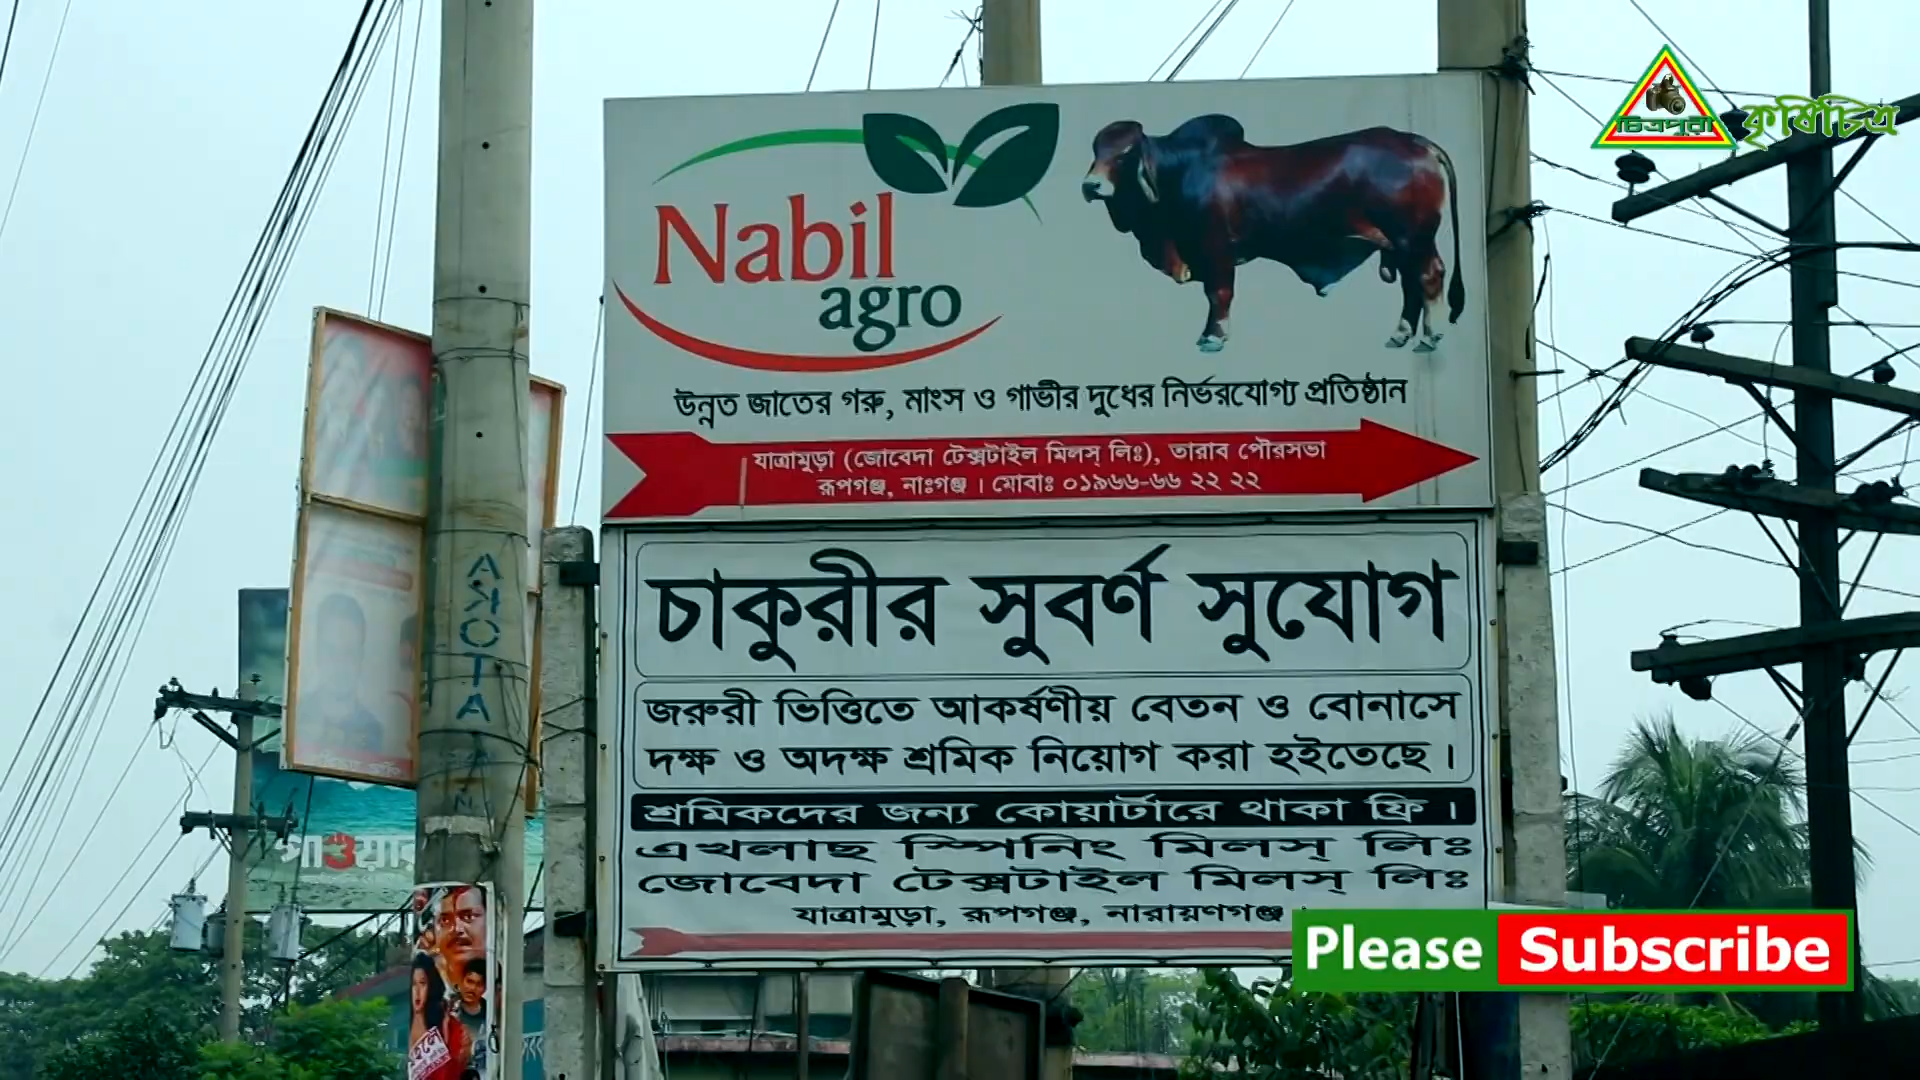 চিত্রপুরী কৃষিচিত্র
Nabil
agro
উন্নত জাতের গরু, মাংস ও গাভীর দুধের নির্ভরযোগ্য প্রতিষ্ঠান
যাত্রামুড়া (জোবেদা টেক্সটাইল মিলস্ লিঃ), তারাব পৌরসভা
রূপগঞ্জ, নাঃগঞ্জ । মোবাঃ ০১৯৬৬-৬৬ ২২ ২২
চাকুরীর সুবর্ণ সুযোগ
জরুরী ভিত্তিতে আকর্ষণীয় বেতন ও বোনাসে
দক্ষ ও অদক্ষ শ্রমিক নিয়োগ করা হইতেছে ।
শ্রমিকদের জন্য কোয়ার্টারে থাকা ফ্রি ।
এখলাছ স্পিনিং মিলস্ লিঃ
জোবেদা টেক্সটাইল মিলস্ লিঃ
যাত্রামুড়া, রূপগঞ্জ, নারায়ণগঞ্জ
Please Subscribe